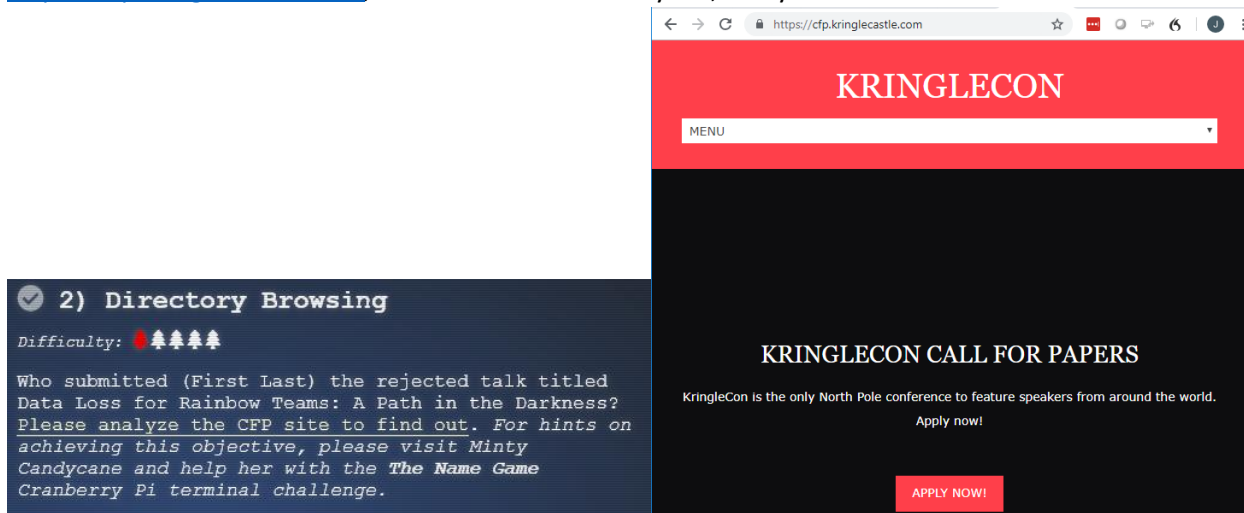 https://cfp.kringlecastle.com
KRINGLECON
MENU
KRINGLECON CALL FOR PAPERS
KringleCon is the only North Pole conference to feature speakers from around the world.
Apply now!
APPLY NOW!
2) Directory Browsing
Difficulty:
Who submitted (First Last) the rejected talk titled
Data Loss for Rainbow Teams: A Path in the Darkness?
Please analyze the CFP site to find out. For hints on
achieving this objective, please visit Minty
Candycane and help her with the The Name Game
Cranberry Pi terminal challenge.